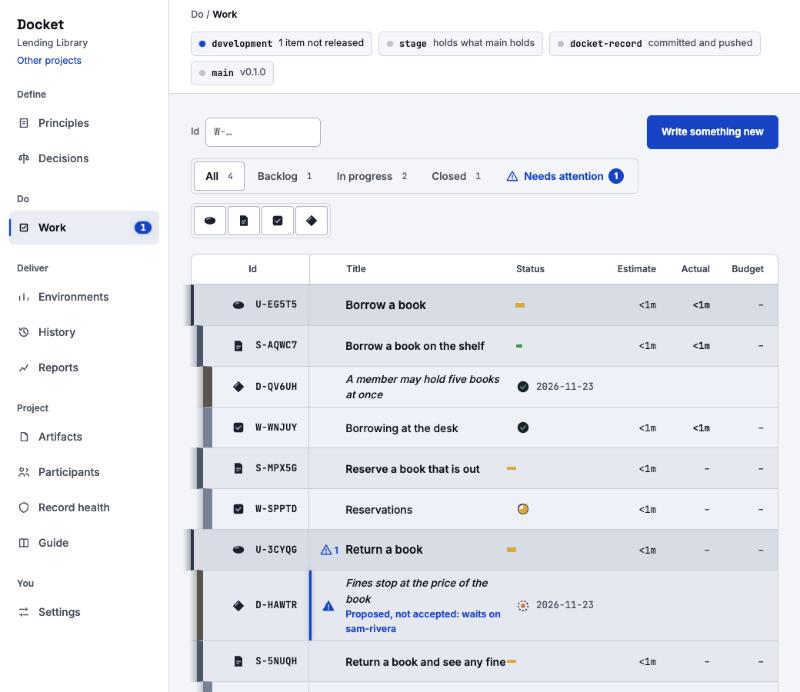 Docket
Lending Library
Other projects
Define
Principles
Decisions
Do
Work 1
Deliver
Environments
History
Reports
Project
Artifacts
Participants
Record health
Guide
You
Settings
Do / Work
development 1 item not released
stage holds what main holds
docket-record committed and pushed
main v0.1.0
Id W-…
Write something new
All 4
Backlog 1
In progress 2
Closed 1
Needs attention 1
Id Title Status Estimate Actual Budget
U-EG5T5 Borrow a book <1m <1m –
S-AQWC7 Borrow a book on the shelf <1m <1m –
D-QV6UH A member may hold five books at once 2026-11-23
W-WNJUY Borrowing at the desk <1m <1m –
S-MPX5G Reserve a book that is out <1m – –
W-SPPTD Reservations <1m – –
U-3CYQG 1 Return a book <1m – –
D-HAWTR Fines stop at the price of the book 2026-11-23
Proposed, not accepted: waits on sam-rivera
S-5NUQH Return a book and see any fine <1m – –